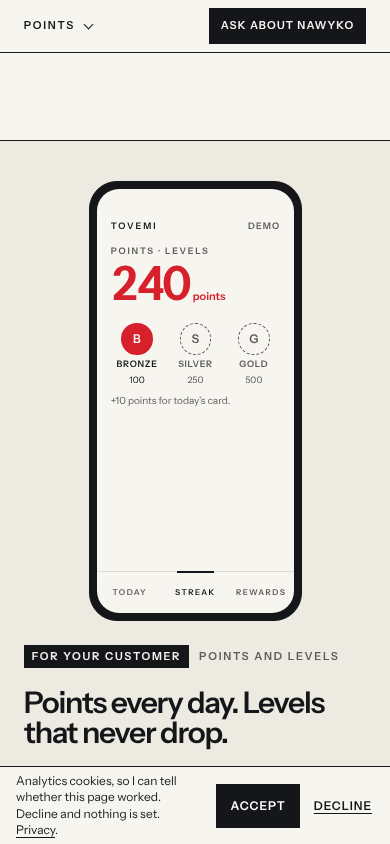 POINTS
ASK ABOUT NAWYKO
TOVEMI DEMO
POINTS · LEVELS
240 points
B S G
BRONZE SILVER GOLD
100 250 500
+10 points for today's card.
TODAY STREAK REWARDS
FOR YOUR CUSTOMER POINTS AND LEVELS
Points every day. Levels
that never drop.
Analytics cookies, so I can tell
whether this page worked.
Decline and nothing is set.
Privacy.
ACCEPT DECLINE